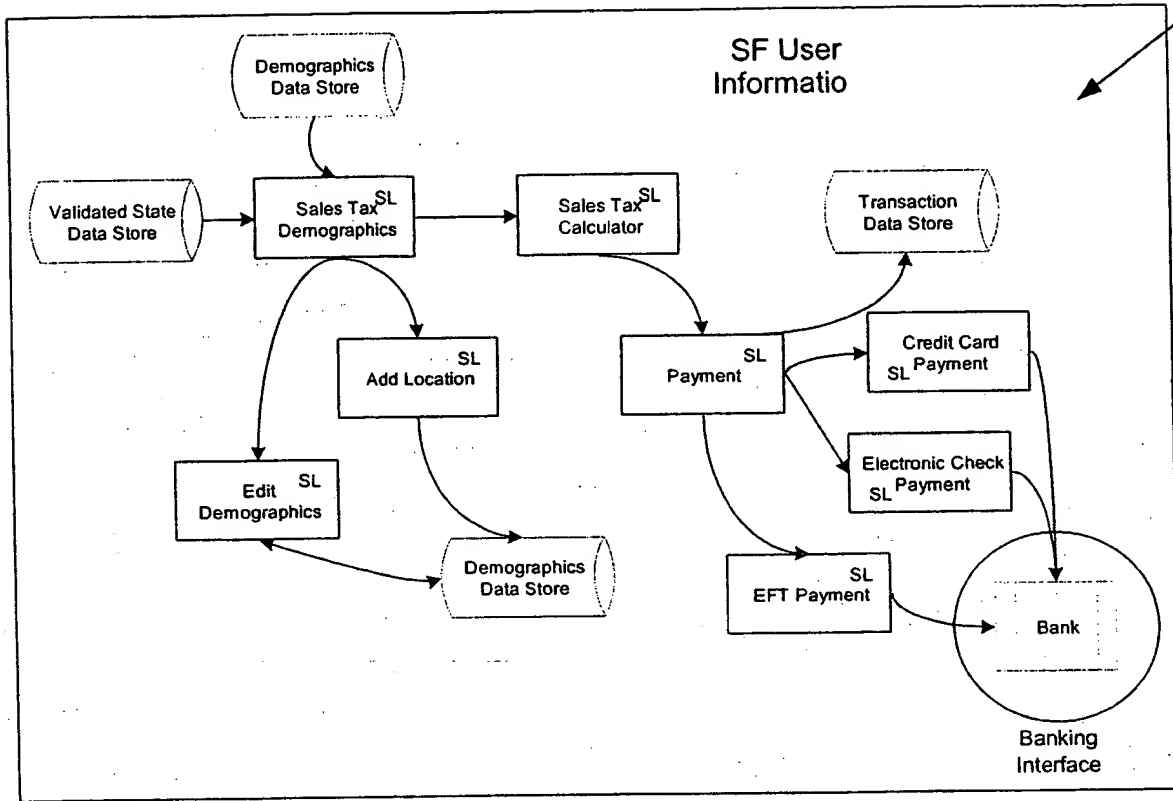 SF User
Informatio
Demographics
Data Store
Validated State
Data Store
SL
Sales Tax
Demographics
SL
Sales Tax
Calculator
Transaction
Data Store
SL
Add Location
SL
Payment
Credit Card
Payment
SL
SL
Edit
Demographics
Electronic Check
Payment
SL
Demographics
Data Store
SL
EFT Payment
Bank
Banking
Interface